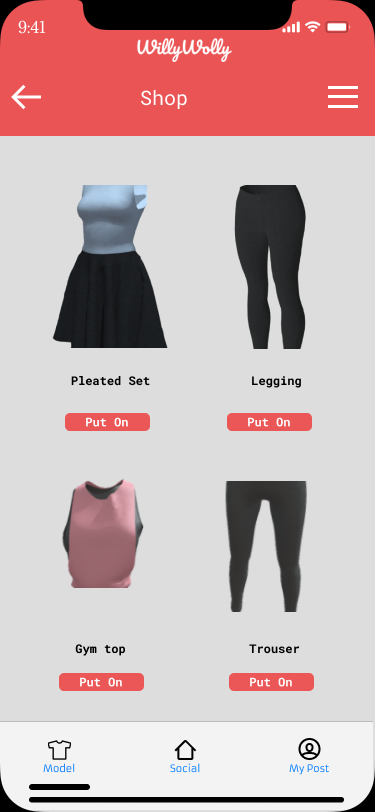 9:41
WillyWolly
Shop
Pleated Set
Legging
Put On
Put On
Gym top
Trouser
Put On
Put On
Model
Social
My Post